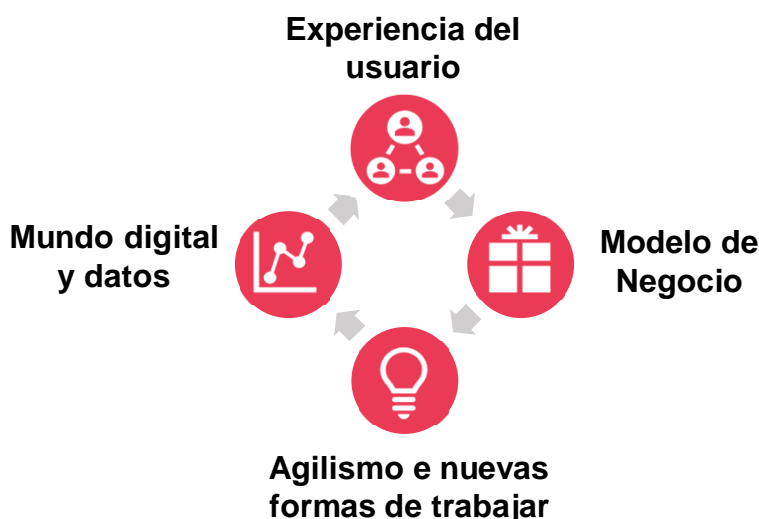 Experiencia del
usuario
Mundo digital
y datos
Modelo de
Negocio
Agilismo e nuevas
formas de trabajar